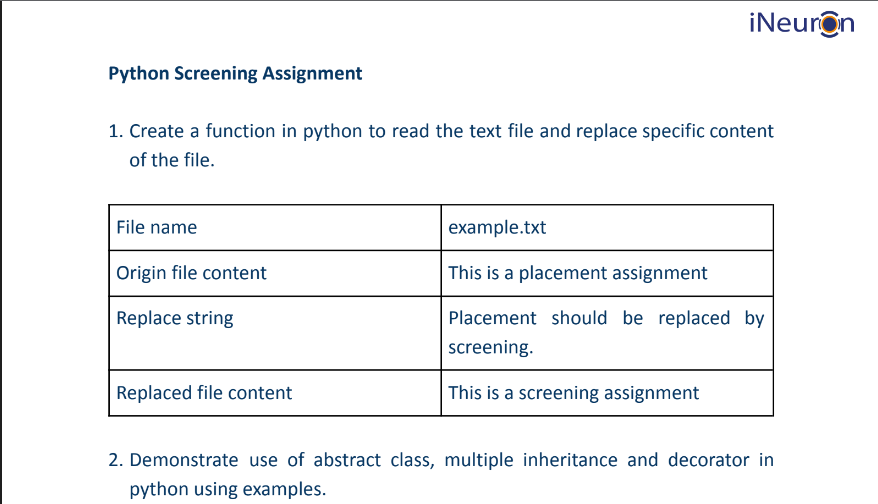 iNeuron
Python Screening Assignment
1. Create a function in python to read the text file and replace specific content
of the file.
File name
example.txt
Origin file content
This is a placement assignment
Replace string
Placement should be replaced by
screening.
Replaced file content
This is a screening assignment
2. Demonstrate use of abstract class, multiple inheritance and decorator in
python using examples.